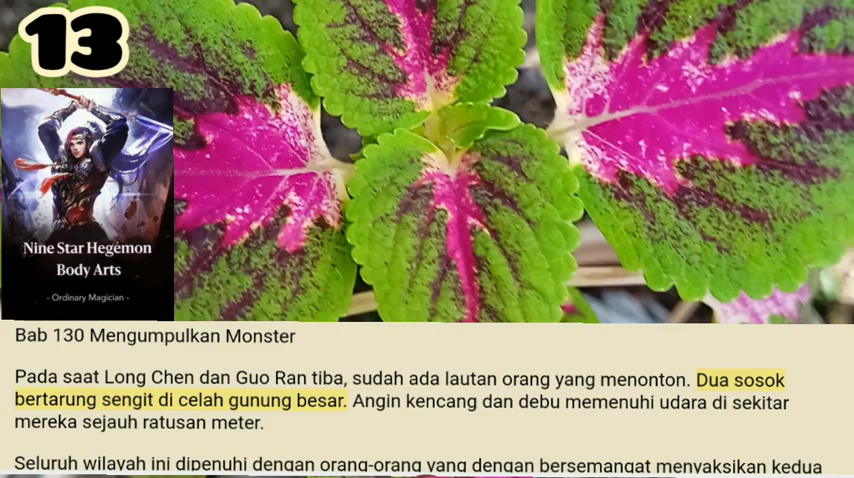 13
Nine Star Hegemon
Body Arts
- Ordinary Magician -
Bab 130 Mengumpulkan Monster
Pada saat Long Chen dan Guo Ran tiba, sudah ada lautan orang yang menonton. Dua sosok
bertarung sengit di celah gunung besar. Angin kencang dan debu memenuhi udara di sekitar
mereka sejauh ratusan meter.
Seluruh wilayah ini dipenuhi dengan orang-orang yang dengan bersemangat menyaksikan kedua